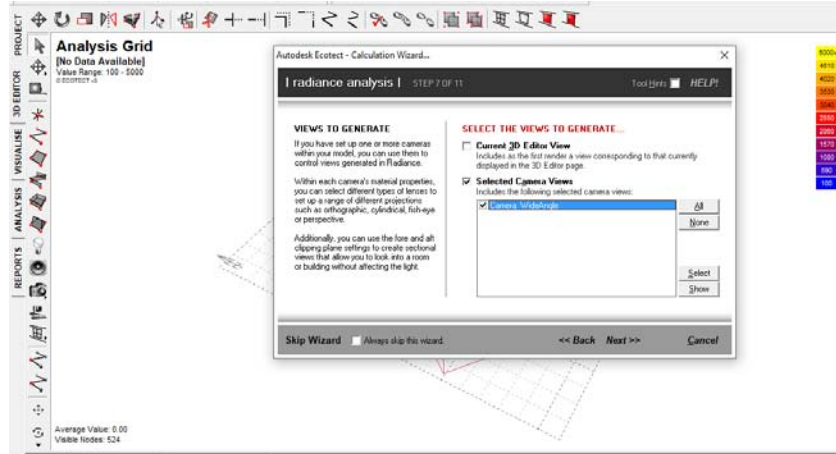 PROJECT
3D EDITOR
VISUALISE
ANALYSIS
REPORTS
Analysis Grid
[No Data Available]
Value Range: 100 - 5000
© ECOTECT v5
Autodesk Ecotect - Calculation Wizard...
| radiance analysis | STEP 7 OF 11
Tool Hints HELP!
VIEWS TO GENERATE
If you have set up one or more cameras
within your model, you can use them to
control views generated in Radiance.
Within each camera's material properties,
you can select different types of lenses to
set up a range of different projections
such as orthographic, cylindrical, fish-eye
or perspective.
Additionally, you can use the fore and aft
clipping plane settings to create sectional
views that allow you to look into a room
or building without affecting the light.
SELECT THE VIEWS TO GENERATE...
Current 3D Editor View
Includes as the first render a view corresponding to that currently
displayed in the 3D Editor page.
Selected Camera Views
Includes the following selected camera views:
Camera WideAngle
All
None
Select
Show
Skip Wizard Always skip this wizard.
<< Back Next >> Cancel
5000+
4510
4020
3530
3040
2550
2060
1570
1080
590
100
Average Value: 0.00
Visible Nodes: 524